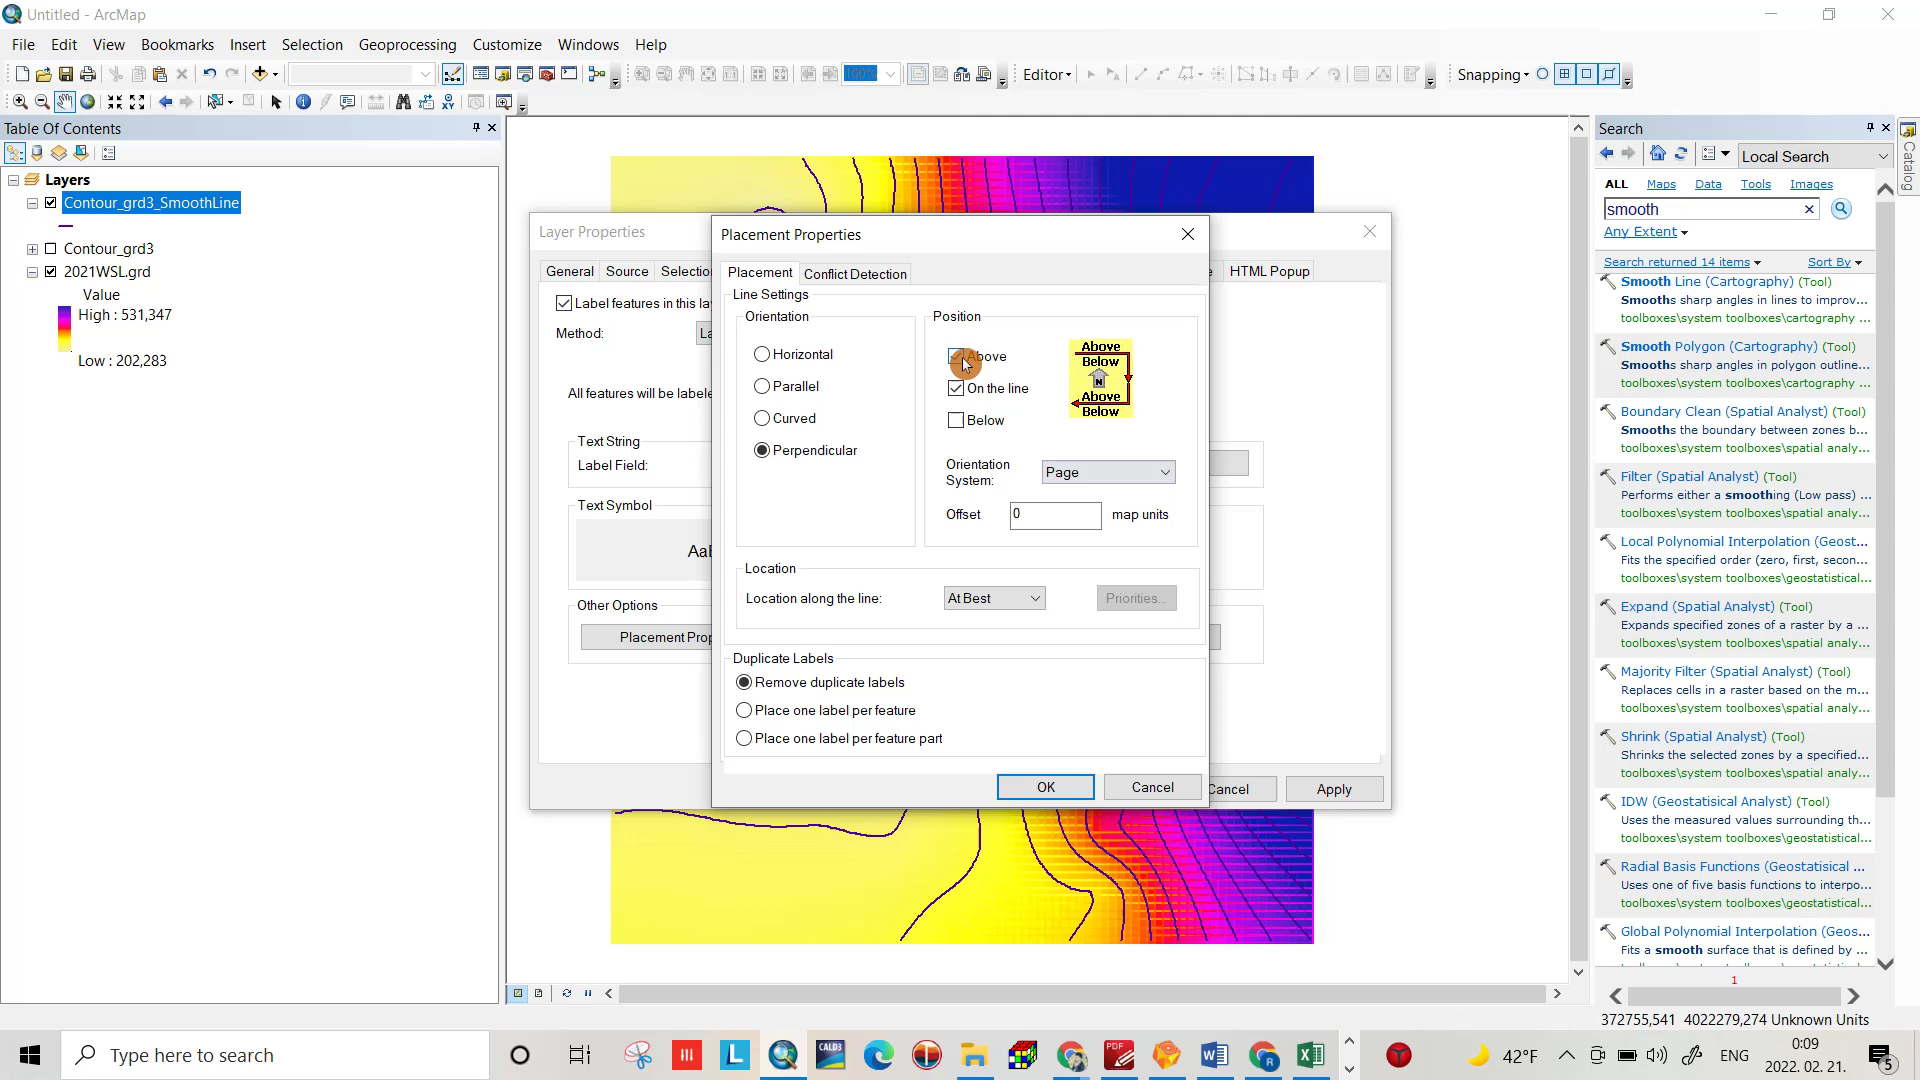 Untitled - ArcMap
File Edit View Bookmarks Insert Selection Geoprocessing Customize Windows Help
100%
Editor
Snapping
Table Of Contents
Layers
Contour_grd3_SmoothLine
Contour_grd3
2021WSL.grd
Value
High : 531,347
Low : 202,283
Layer Properties
General Source Selectio
HTML Popup
Label features in this la
Method:
La
All features will be labele
Text String
Label Field:
Text Symbol
AaB
Other Options
Placement Prop
Cancel
Apply
Placement Properties
Placement Conflict Detection
Line Settings
Orientation
Horizontal
Parallel
Curved
Perpendicular
Position
Above
On the line
Below
Above
Below
N
Above
Below
Orientation
System:
Page
Offset
0
map units
Location
Location along the line:
At Best
Priorities...
Duplicate Labels
Remove duplicate labels
Place one label per feature
Place one label per feature part
OK
Cancel
Search
Local Search
ALL Maps Data Tools Images
smooth
Any Extent
Search returned 14 items
Sort By
Smooth Line (Cartography) (Tool)
Smooths sharp angles in lines to improv...
toolboxes\system toolboxes\cartography ...
Smooth Polygon (Cartography) (Tool)
Smooths sharp angles in polygon outline...
toolboxes\system toolboxes\cartography ...
Boundary Clean (Spatial Analyst) (Tool)
Smooths the boundary between zones b...
toolboxes\system toolboxes\spatial analy...
Filter (Spatial Analyst) (Tool)
Performs either a smoothing (Low pass) ...
toolboxes\system toolboxes\spatial analy...
Local Polynomial Interpolation (Geost...
Fits the specified order (zero, first, secon...
toolboxes\system toolboxes\geostatistical...
Expand (Spatial Analyst) (Tool)
Expands specified zones of a raster by a ...
toolboxes\system toolboxes\spatial analy...
Majority Filter (Spatial Analyst) (Tool)
Replaces cells in a raster based on the m...
toolboxes\system toolboxes\spatial analy...
Shrink (Spatial Analyst) (Tool)
Shrinks the selected zones by a specified...
toolboxes\system toolboxes\spatial analy...
IDW (Geostatisical Analyst) (Tool)
Uses the measured values surrounding th...
toolboxes\system toolboxes\geostatistical...
Radial Basis Functions (Geostatisical ...
Uses one of five basis functions to interpo...
toolboxes\system toolboxes\geostatistical...
Global Polynomial Interpolation (Geos...
Fits a smooth surface that is defined by ...
1
Catalog
372755,541 4022279,274 Unknown Units
Type here to search
CALD3
PDF
42°F
ENG
0:09
2022. 02. 21.
5